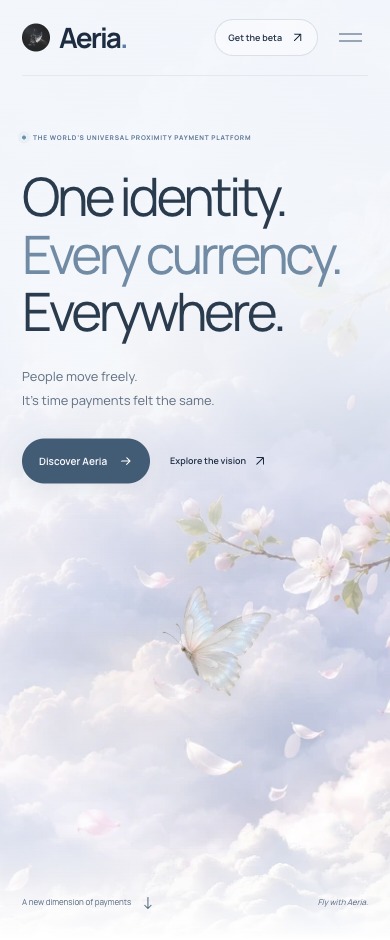 Aeria.
Get the beta
THE WORLD'S UNIVERSAL PROXIMITY PAYMENT PLATFORM
One identity.
Every currency.
Everywhere.
People move freely.
It's time payments felt the same.
Discover Aeria
Explore the vision
A new dimension of payments
Fly with Aeria.